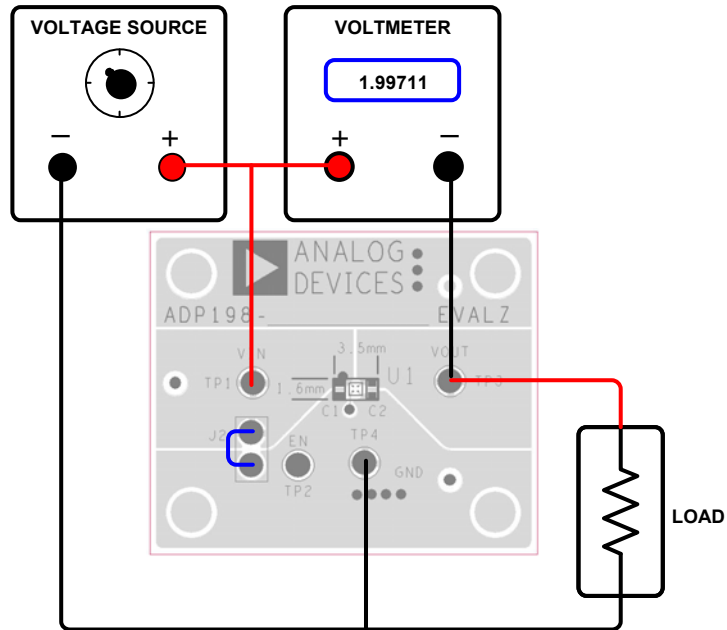 VOLTAGE SOURCE
VOLTMETER
1.99711
− +
+ −
ANALOG
DEVICES
ADP198-____________EVALZ
VIN
3.5mm
VOUT
TP1
1.6mm
U1
TP3
C1 C2
J2
EN
TP4
GND
TP2
LOAD